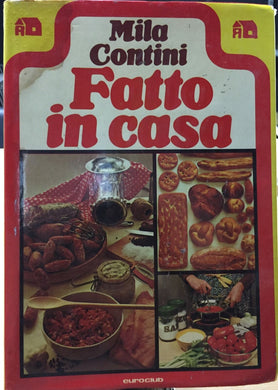 Mila
Contini
Fatto
in casa
euroclub